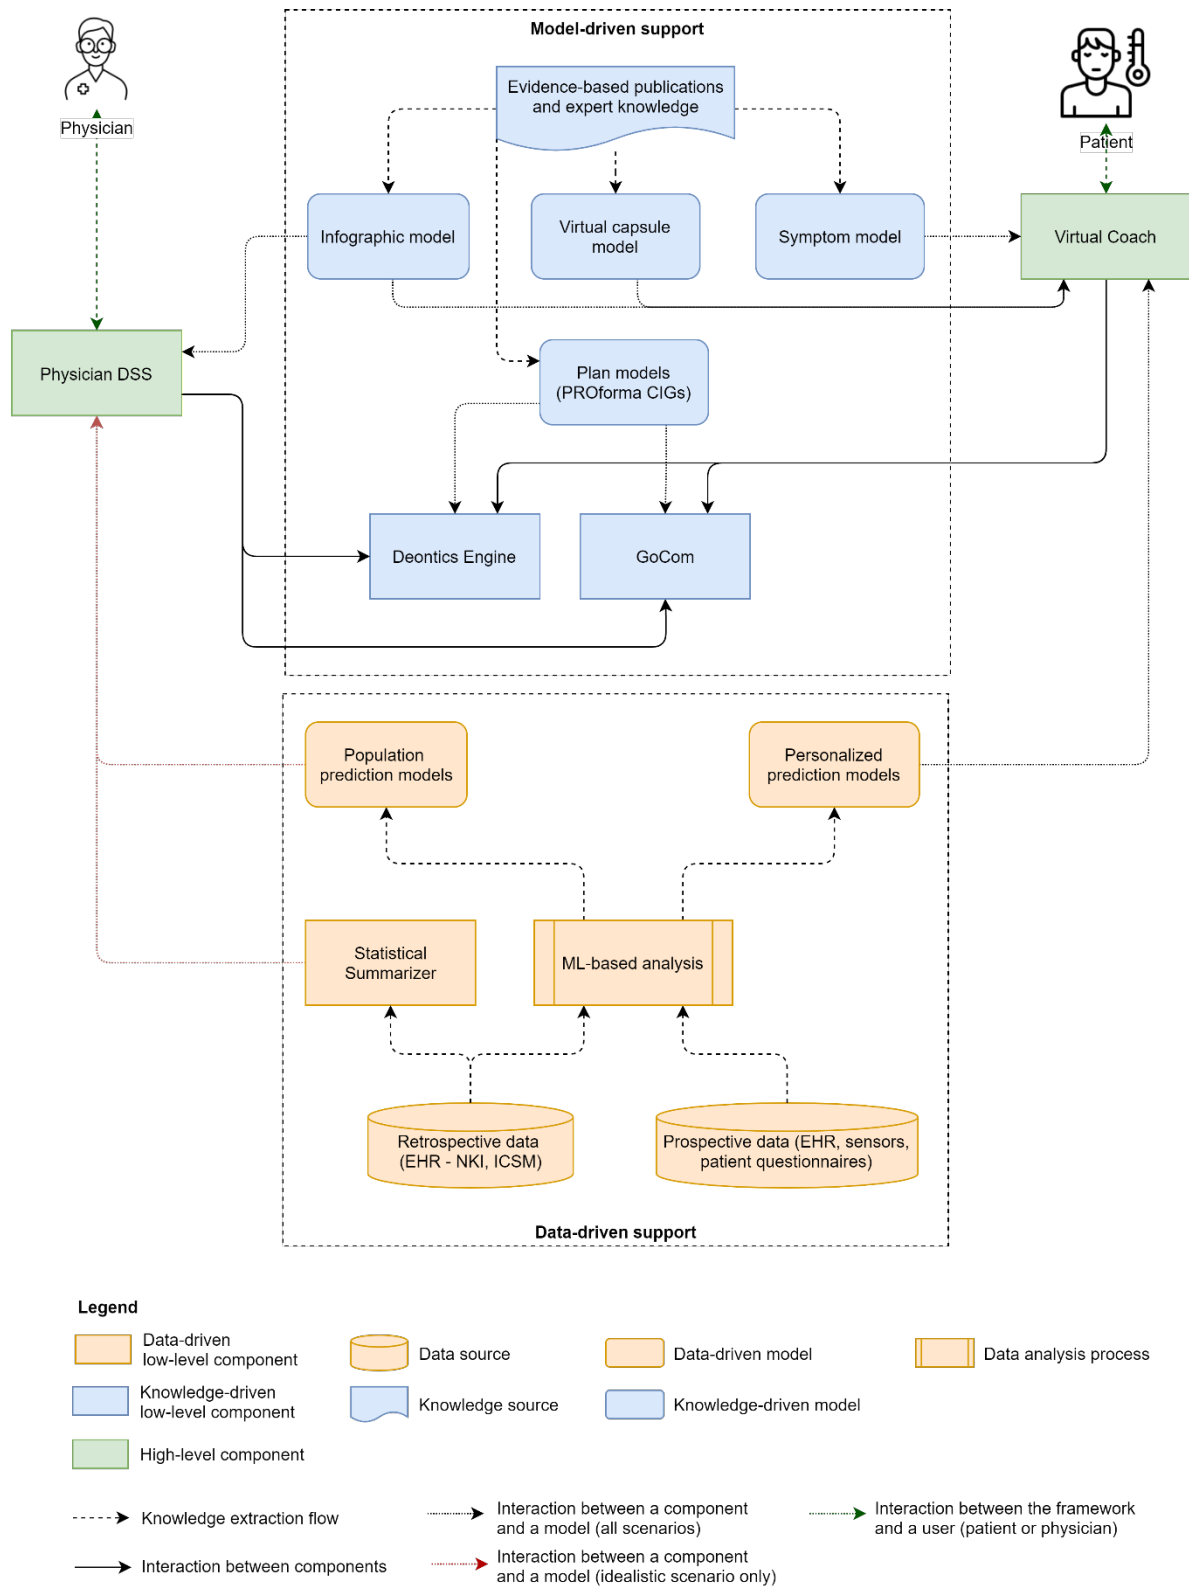 Model-driven support
Evidence-based publications
and expert knowledge
Physician
Patient
Infographic model
Virtual capsule
model
Symptom model
Virtual Coach
Physician DSS
Plan models
(PROforma CIGs)
Deontics Engine
GoCom
Population
prediction models
Personalized
prediction models
Statistical
Summarizer
ML-based analysis
Retrospective data
(EHR - NKI, ICSM)
Prospective data (EHR, sensors,
patient questionnaires)
Data-driven support
Legend
Data-driven
low-level component
Data source
Data-driven model
Data analysis process
Knowledge-driven
low-level component
Knowledge source
Knowledge-driven model
High-level component
Knowledge extraction flow
Interaction between a component
and a model (all scenarios)
Interaction between the framework
and a user (patient or physician)
Interaction between components
Interaction between a component
and a model (idealistic scenario only)